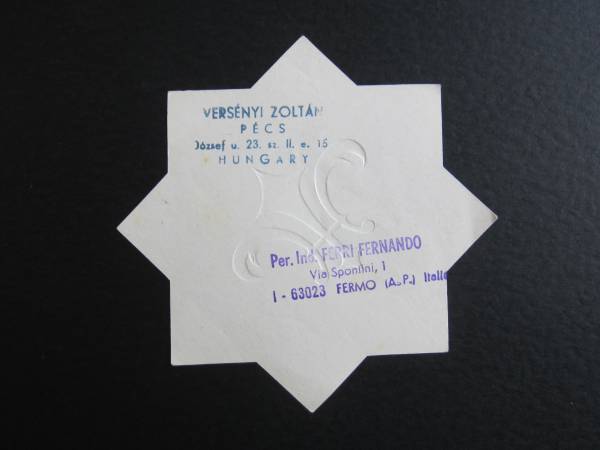 VERSÉNYI ZOLTÁN
PÉCS
József u. 23. sz. II. e. 15
HUNGARY
Per. Ind. FERRI FERNANDO
Via Spontini, 1
I - 63023 FERMO (A.P.) Italia